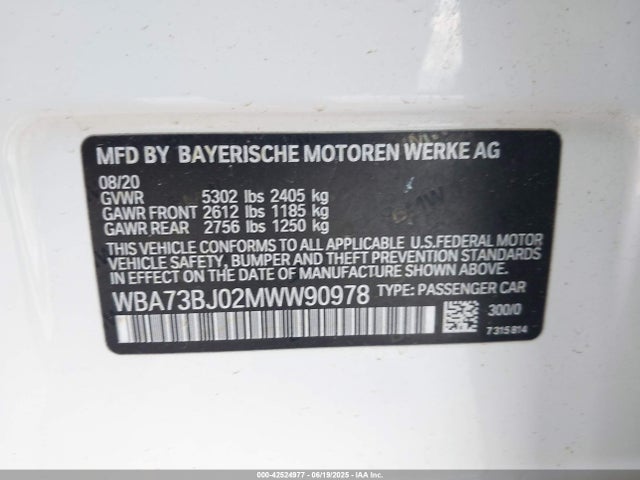 MFD BY BAYERISCHE MOTOREN WERKE AG
08/20
GVWR 5302 lbs 2405 kg
GAWR FRONT 2612 lbs 1185 kg
GAWR REAR 2756 lbs 1250 kg
BMW
THIS VEHICLE CONFORMS TO ALL APPLICABLE U.S.FEDERAL MOTOR
VEHICLE SAFETY, BUMPER AND THEFT PREVENTION STANDARDS
IN EFFECT ON THE DATE OF MANUFACTURE SHOWN ABOVE.
WBA73BJ02MWW90978 TYPE: PASSENGER CAR
300/0
7315814
000-42524977 - 06/19/2025 - IAAI.COM